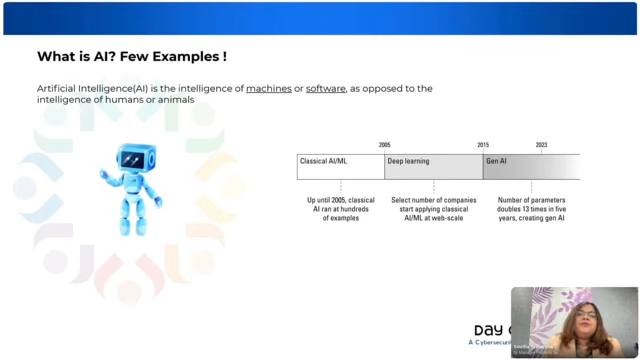 What is AI? Few Examples !
Artificial Intelligence(AI) is the intelligence of machines or software, as opposed to the
intelligence of humans or animals
2005
2015
2023
Classical AI/ML
Deep learning
Gen AI
Up until 2005, classical
AI ran at hundreds
of examples
Select number of companies
start applying classical
AI/ML at web-scale
Number of parameters
doubles 13 times in five
years, creating gen AI
Day
A Cybersecurity